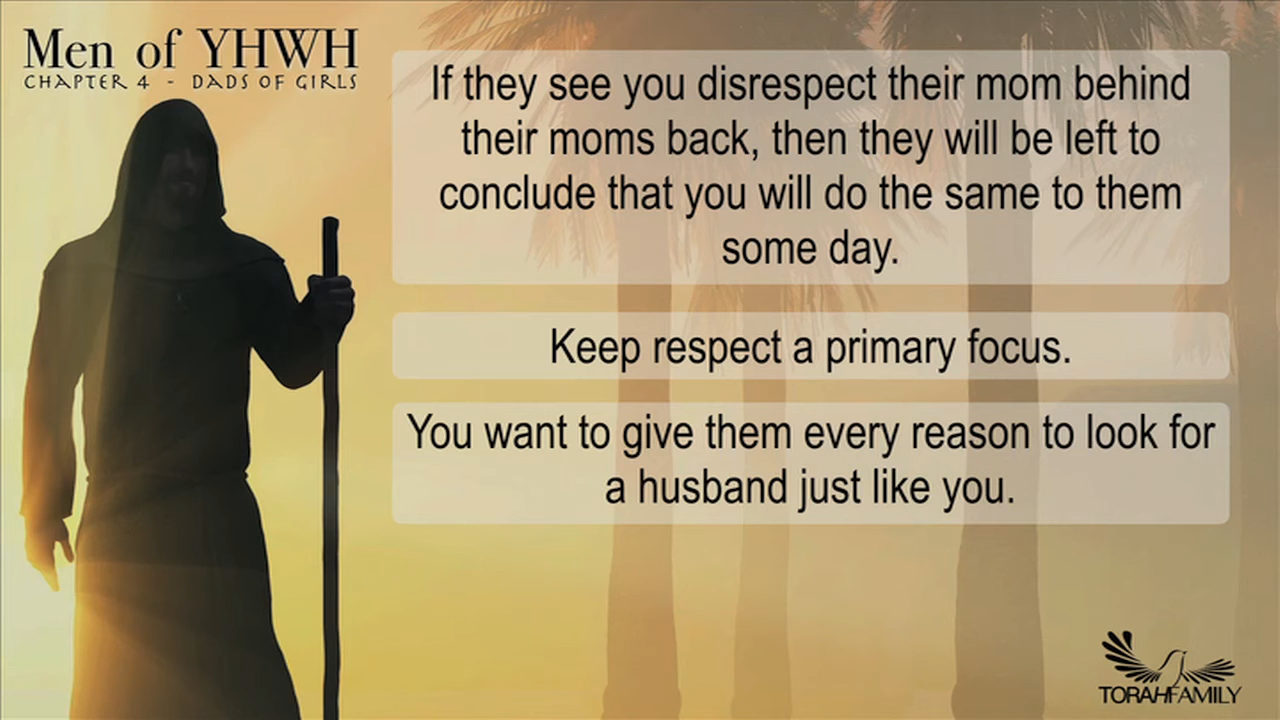 Men of YHWH
CHAPTER 4 - DADS OF GIRLS
If they see you disrespect their mom behind
their moms back, then they will be left to
conclude that you will do the same to them
some day.
Keep respect a primary focus.
You want to give them every reason to look for
a husband just like you.
TORAHFAMILY